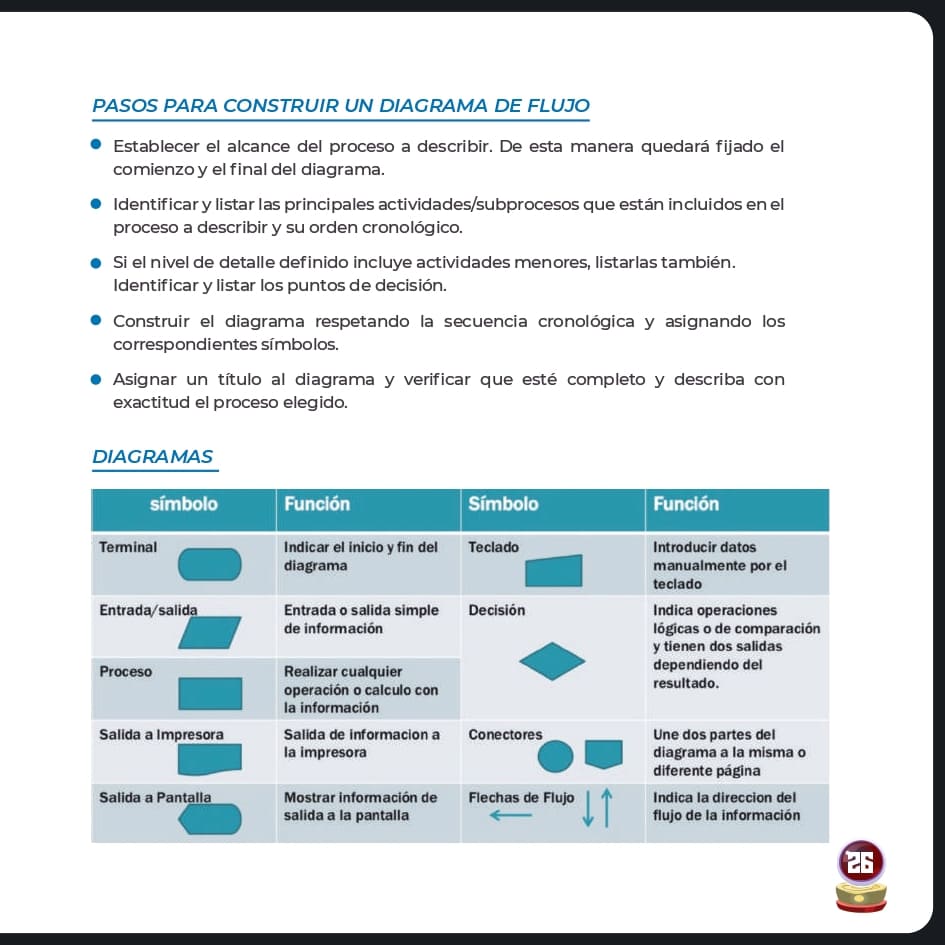 PASOS PARA CONSTRUIR UN DIAGRAMA DE FLUJO
Establecer el alcance del proceso a describir. De esta manera quedará fijado el
comienzo y el final del diagrama.
Identificar y listar las principales actividades/subprocesos que están incluidos en el
proceso a describir y su orden cronológico.
Si el nivel de detalle definido incluye actividades menores, listarlas también.
Identificar y listar los puntos de decisión.
Construir el diagrama respetando la secuencia cronológica y asignando los
correspondientes símbolos.
Asignar un título al diagrama y verificar que esté completo y describa con
exactitud el proceso elegido.
DIAGRAMAS
símbolo
Función
Símbolo
Función
Terminal
Indicar el inicio y fin del
diagrama
Teclado
Introducir datos
manualmente por el
teclado
Entrada/salida
Entrada o salida simple
de información
Decisión
Indica operaciones
lógicas o de comparación
y tienen dos salidas
dependiendo del
resultado.
Proceso
Realizar cualquier
operación o calculo con
la información
Salida a Impresora
Salida de informacion a
la impresora
Conectores
Une dos partes del
diagrama a la misma o
diferente página
Salida a Pantalla
Mostrar información de
salida a la pantalla
Flechas de Flujo
Indica la direccion del
flujo de la información
26